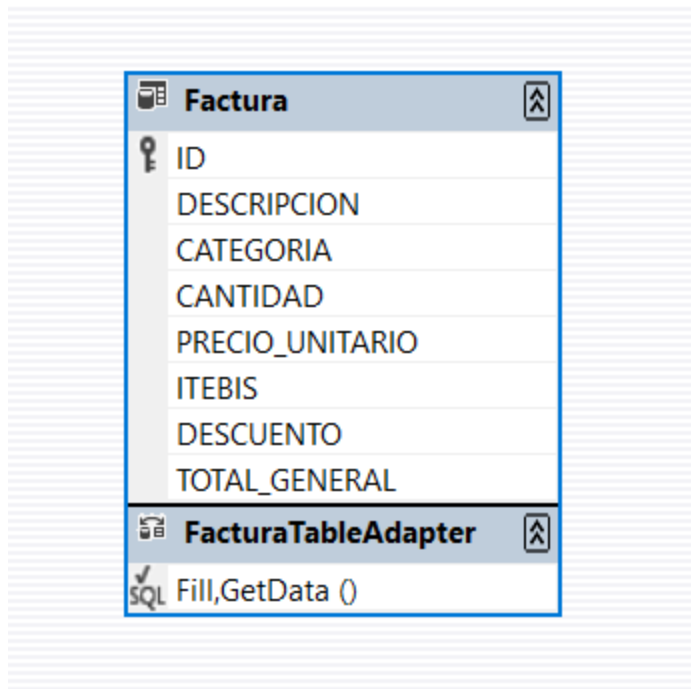 Factura
ID
DESCRIPCION
CATEGORIA
CANTIDAD
PRECIO_UNITARIO
ITEBIS
DESCUENTO
TOTAL_GENERAL
FacturaTableAdapter
SQL Fill,GetData ()